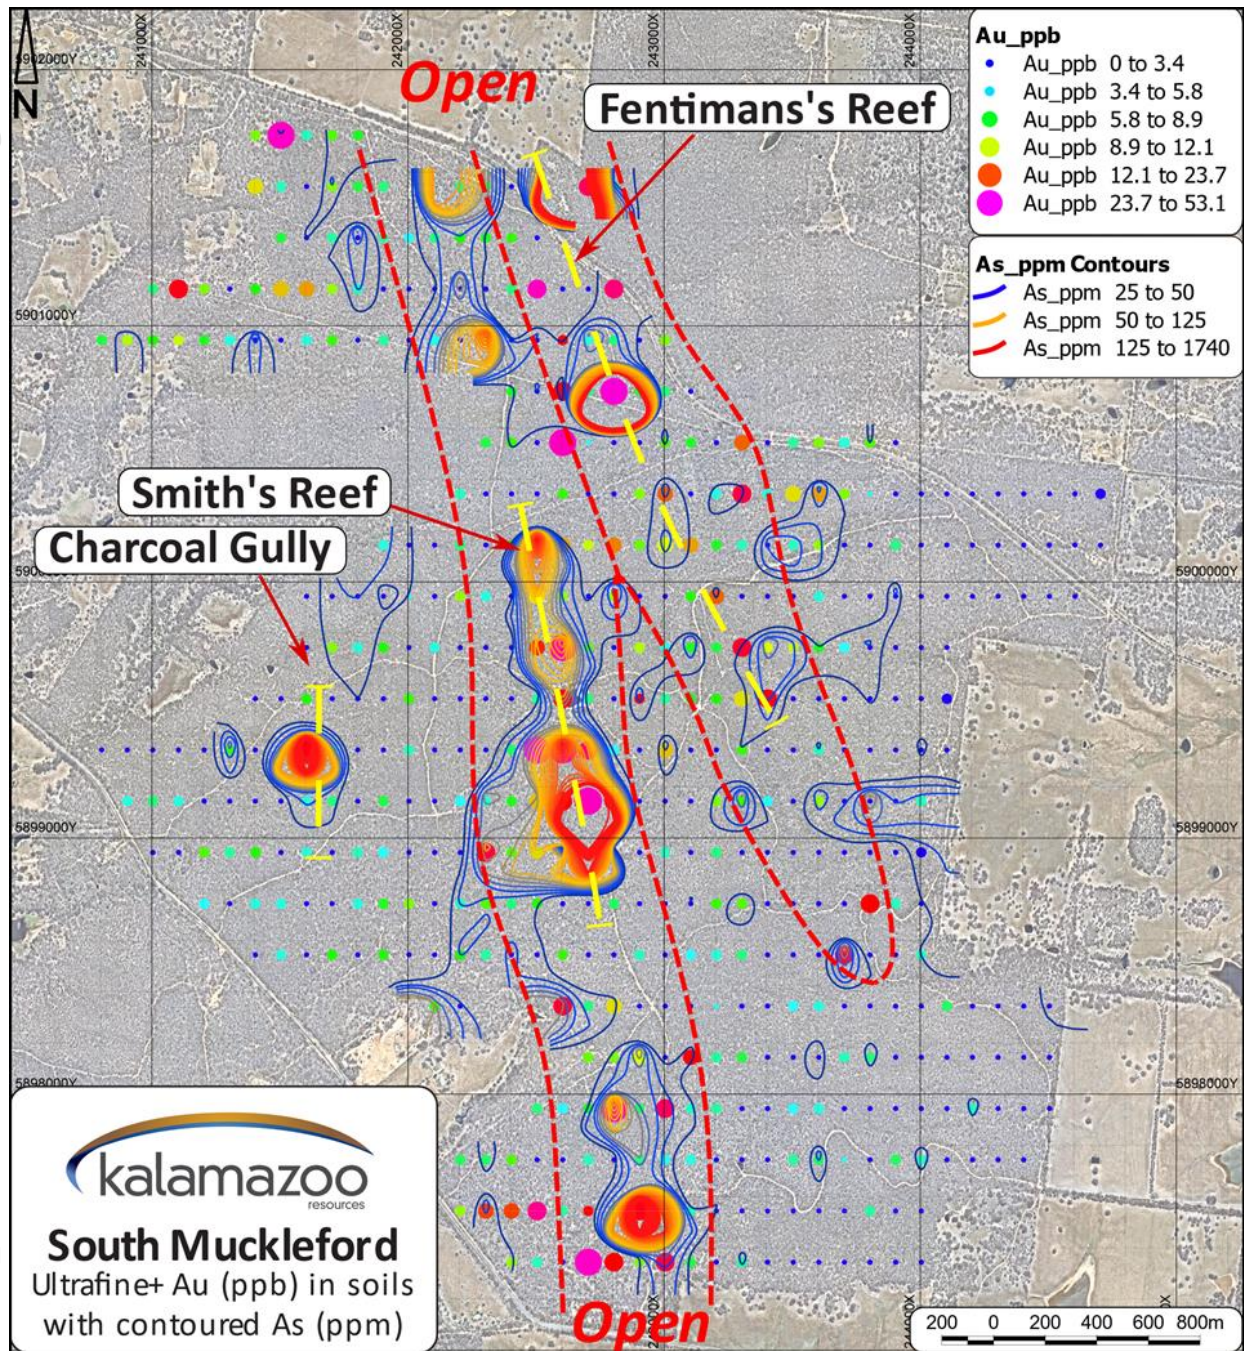 241000X
242000X
243000X
244000X
5902000Y
Open
Fentimans's Reef
N
Au_ppb
Au_ppb 0 to 3.4
Au_ppb 3.4 to 5.8
Au_ppb 5.8 to 8.9
Au_ppb 8.9 to 12.1
Au_ppb 12.1 to 23.7
Au_ppb 23.7 to 53.1
As_ppm Contours
As_ppm 25 to 50
As_ppm 50 to 125
As_ppm 125 to 1740
5901000Y
Smith's Reef
Charcoal Gully
5899000Y
5898000Y
kalamazoo
resources
South Muckleford
Ultrafine+ Au (ppb) in soils
with contoured As (ppm)
Open
200 0 200 400 600 800m